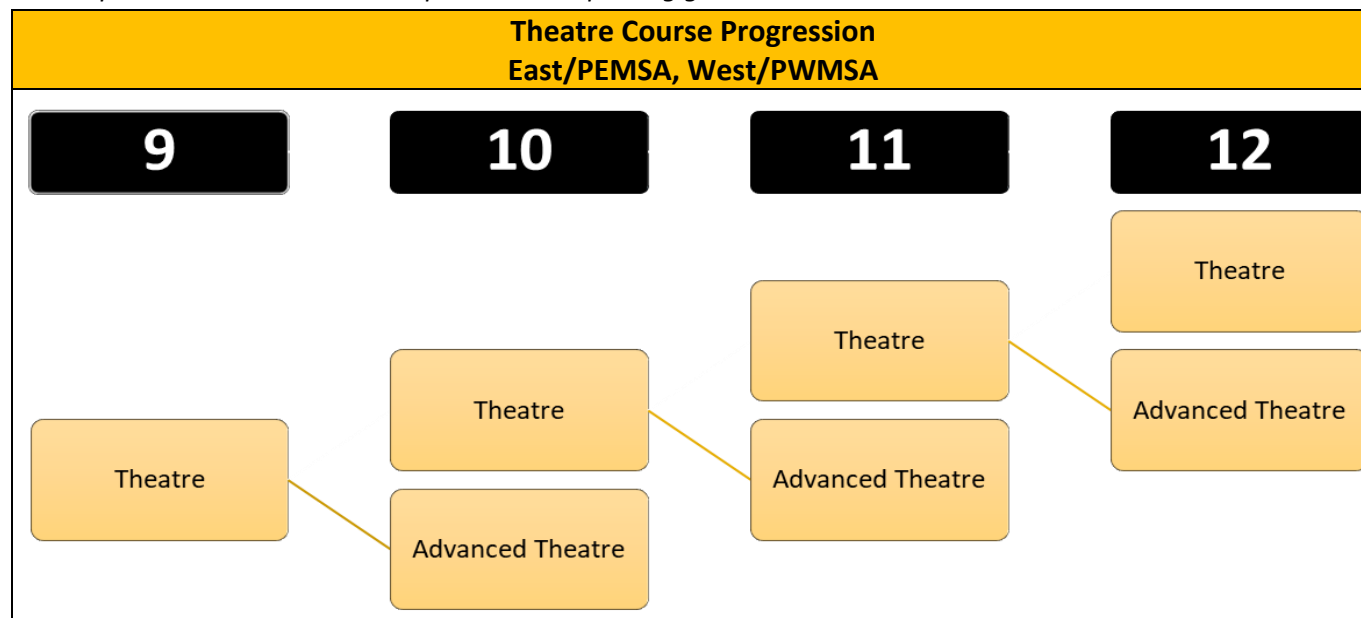 Theatre Course Progression
East/PEMSA, West/PWMSA
9
10
11
12
Theatre
Theatre
Advanced Theatre
Theatre
Advanced Theatre
Theatre
Advanced Theatre